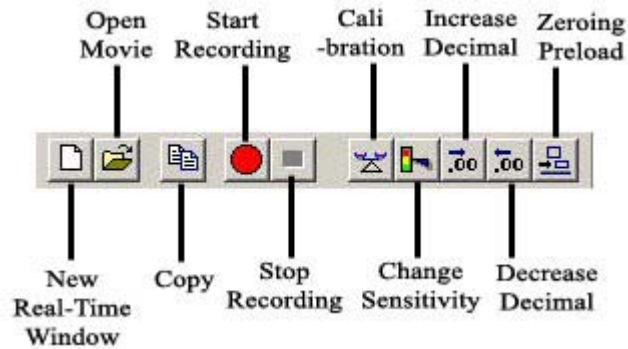 Open
Movie
Start
Recording
Cali
-bration
Increase
Decimal
Zeroing
Preload
.00
.00
New
Real-Time
Window
Copy
Stop
Recording
Change
Sensitivity
Decrease
Decimal